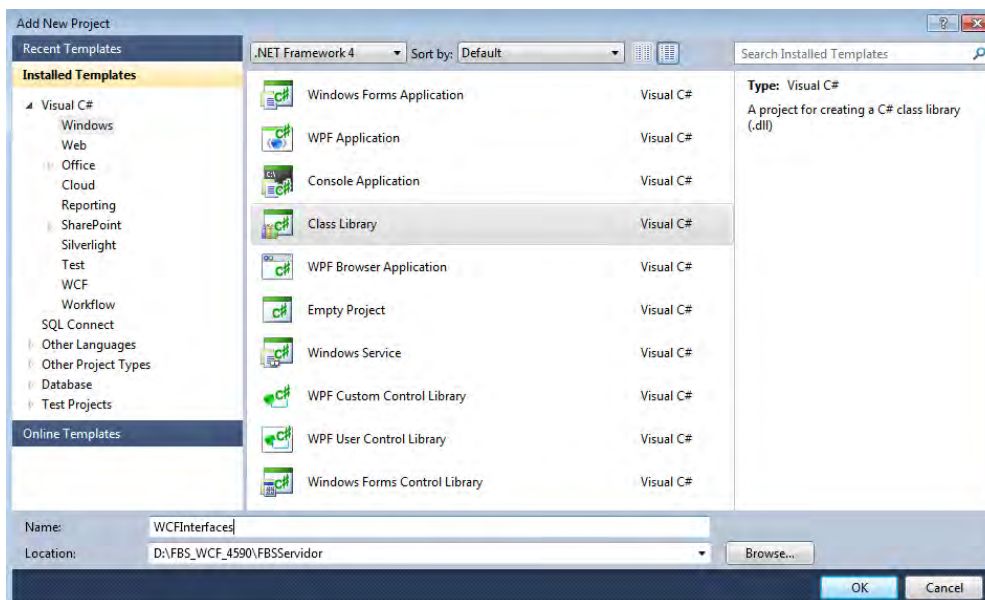 Add New Project
Recent Templates
.NET Framework 4
Sort by: Default
Search Installed Templates
Installed Templates
Visual C#
Windows
Web
Office
Cloud
Reporting
SharePoint
Silverlight
Test
WCF
Workflow
SQL Connect
Other Languages
Other Project Types
Database
Test Projects
Online Templates
Windows Forms Application Visual C#
WPF Application Visual C#
Console Application Visual C#
Class Library Visual C#
WPF Browser Application Visual C#
Empty Project Visual C#
Windows Service Visual C#
WPF Custom Control Library Visual C#
WPF User Control Library Visual C#
Windows Forms Control Library Visual C#
Type: Visual C#
A project for creating a C# class library
(.dll)
Name: WCFInterfaces
Location: D:\FBS_WCF_4590\FBSServidor
Browse...
OK Cancel